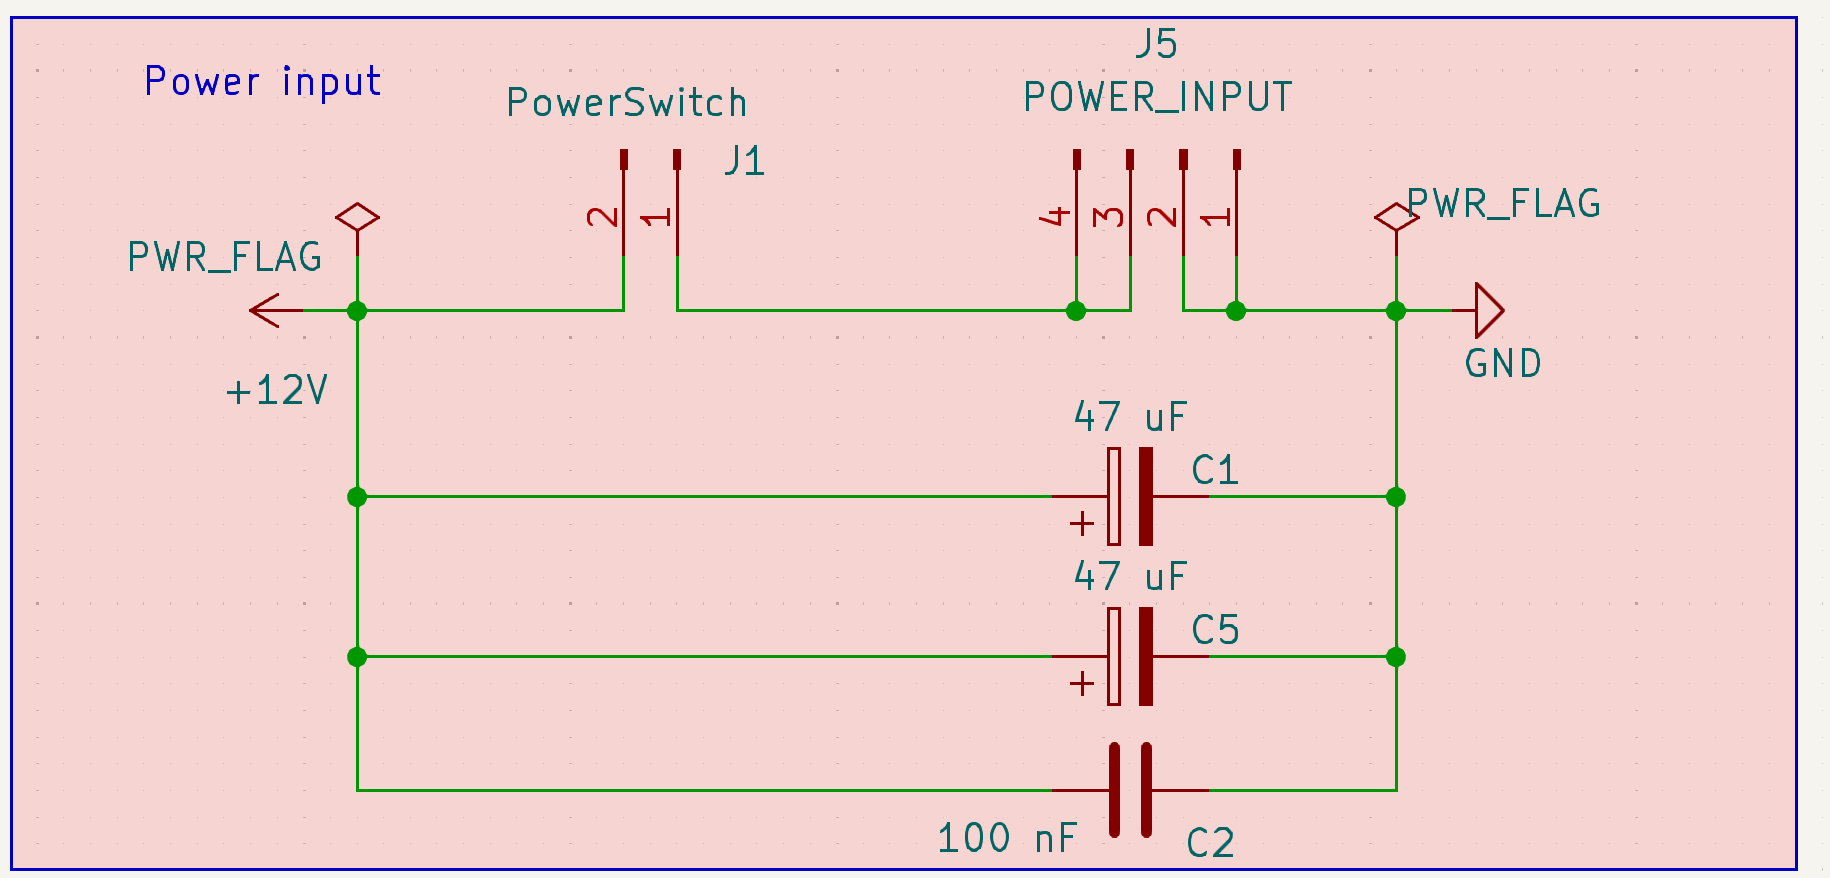 J5
Power input
PowerSwitch
POWER_INPUT
J1
2
1
4
3
2
1
PWR_FLAG
PWR_FLAG
GND
+12V
47 uF
C1
+
47 uF
C5
+
100 nF
C2